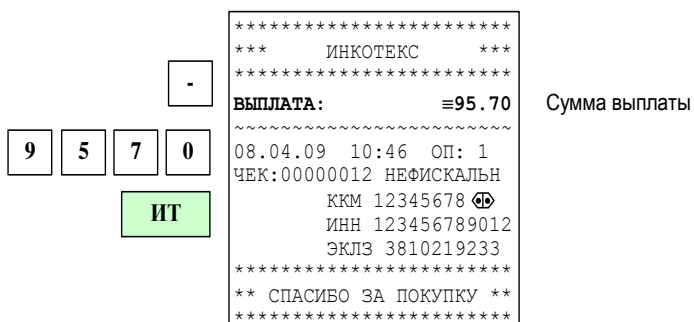 ************************
*** ИНКОТЕКС ***
************************
-
ВЫПЛАТА: ≡95.70 Сумма выплаты
~~~~~~~~~~~~~~~~~~~~~~~~
9 5 7 0
08.04.09 10:46 ОП: 1
ЧЕК:00000012 НЕФИСКАЛЬН
ИТ
ККМ 12345678
ИНН 123456789012
ЭКЛЗ 3810219233
************************
** СПАСИБО ЗА ПОКУПКУ **
************************